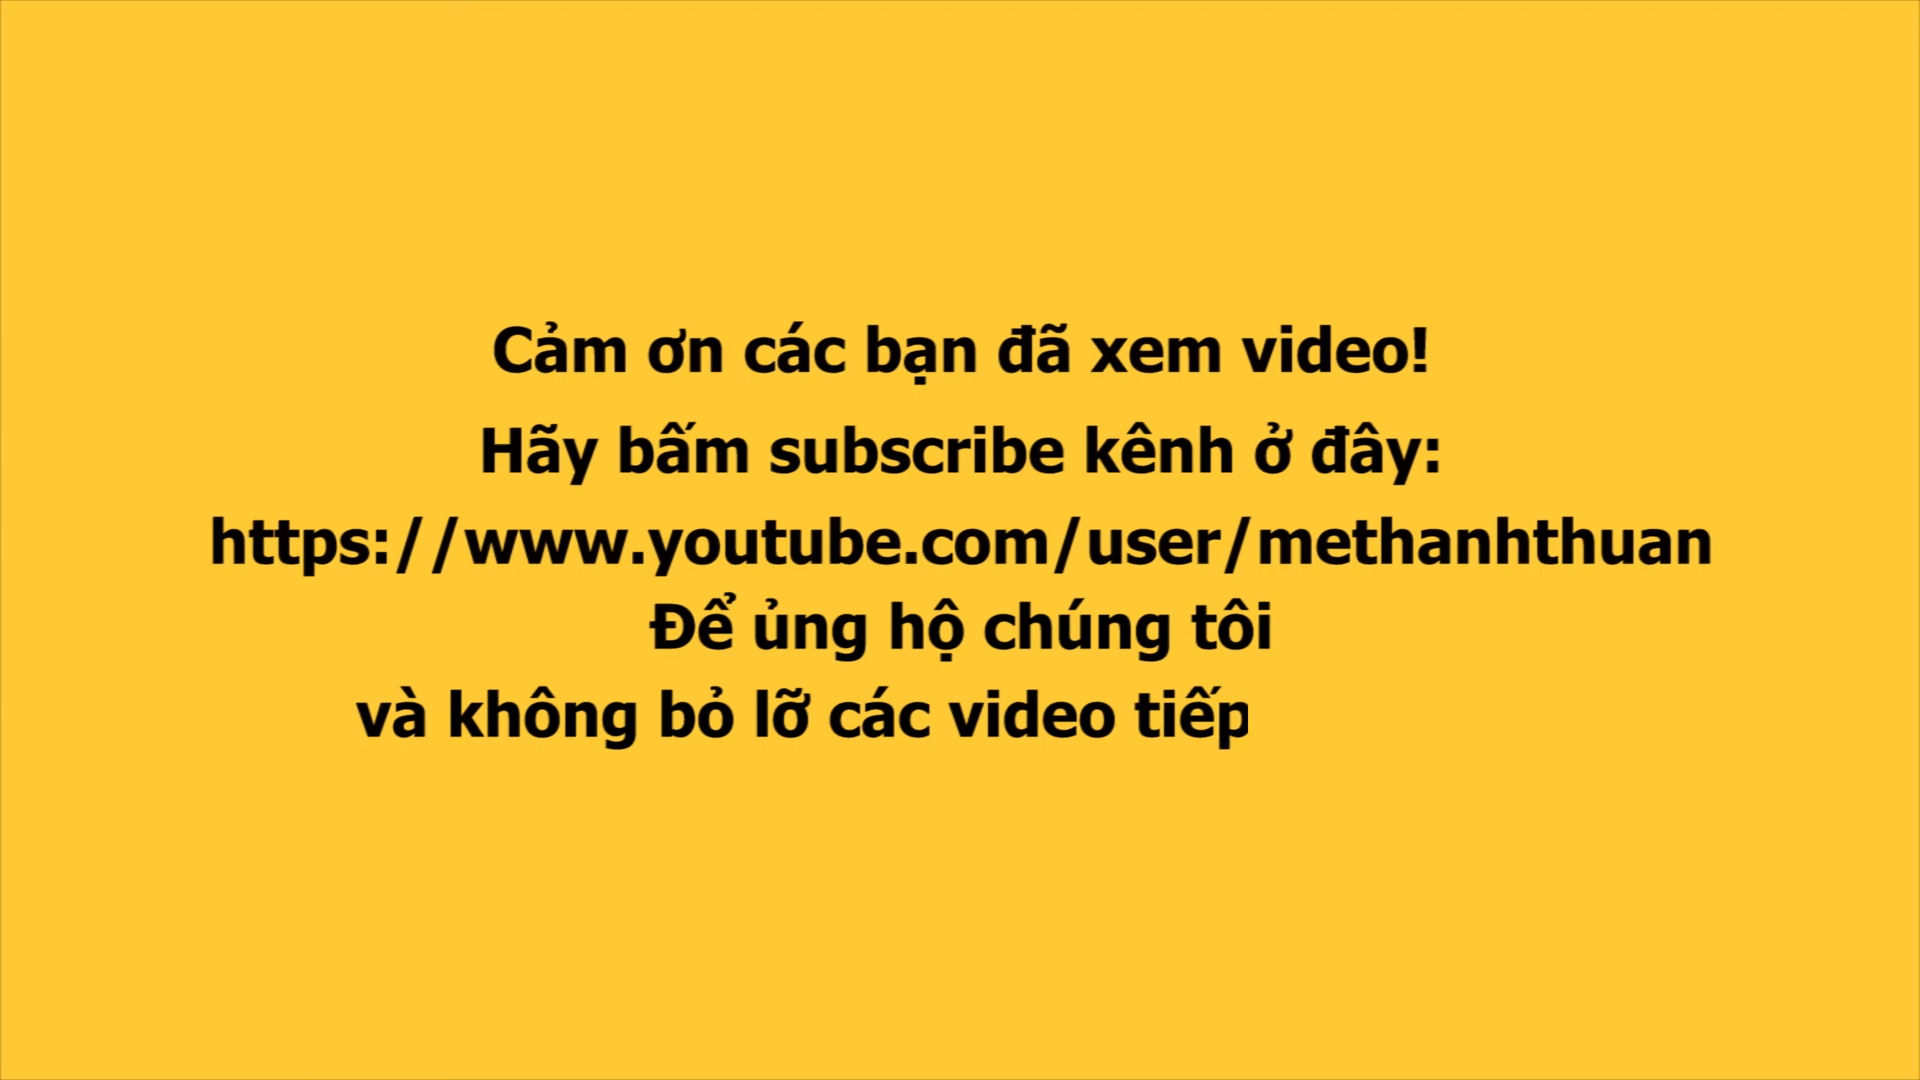 Cảm ơn các bạn đã xem video!
Hãy bấm subscribe kênh ở đây:
https://www.youtube.com/user/methanhthuan
Để ủng hộ chúng tôi
và không bỏ lỡ các video tiếp